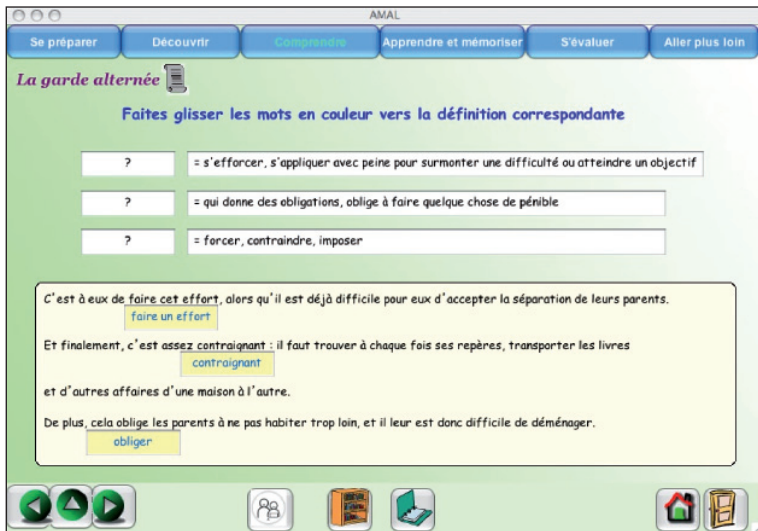 AMAL
Se préparer
Découvrir
Comprendre
Apprendre et mémoriser
S'évaluer
Aller plus loin
La garde alternée
Faites glisser les mots en couleur vers la définition correspondante
? = s'efforcer, s'appliquer avec peine pour surmonter une difficulté ou atteindre un objectif
? = qui donne des obligations, oblige à faire quelque chose de pénible
? = forcer, contraindre, imposer
C'est à eux de faire cet effort, alors qu'il est déjà difficile pour eux d'accepter la séparation de leurs parents.
faire un effort
Et finalement, c'est assez contraignant : il faut trouver à chaque fois ses repères, transporter les livres
contraignant
et d'autres affaires d'une maison à l'autre.
De plus, cela oblige les parents à ne pas habiter trop loin, et il leur est donc difficile de déménager.
obliger